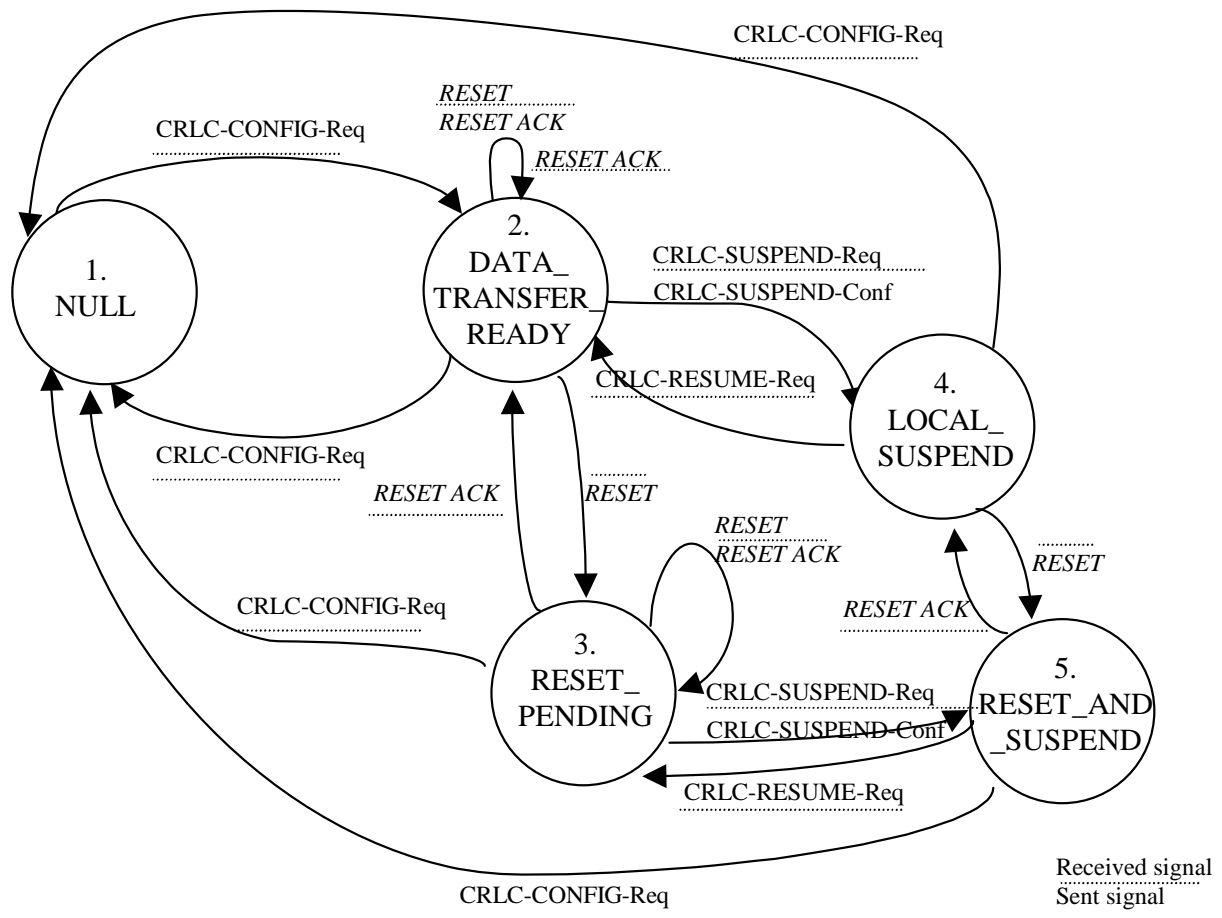 CRLC-CONFIG-Req
RESET
RESET ACK
CRLC-CONFIG-Req
RESET ACK
2.
DATA_
TRANSFER_
READY
1.
NULL
CRLC-SUSPEND-Req
CRLC-SUSPEND-Conf
CRLC-RESUME-Req
4.
LOCAL_
SUSPEND
CRLC-CONFIG-Req
RESET ACK
RESET
RESET
RESET ACK
RESET
CRLC-CONFIG-Req
RESET ACK
3.
RESET_
PENDING
CRLC-SUSPEND-Req
CRLC-SUSPEND-Conf
5.
RESET_AND
_SUSPEND
CRLC-RESUME-Req
CRLC-CONFIG-Req
Received signal
Sent signal